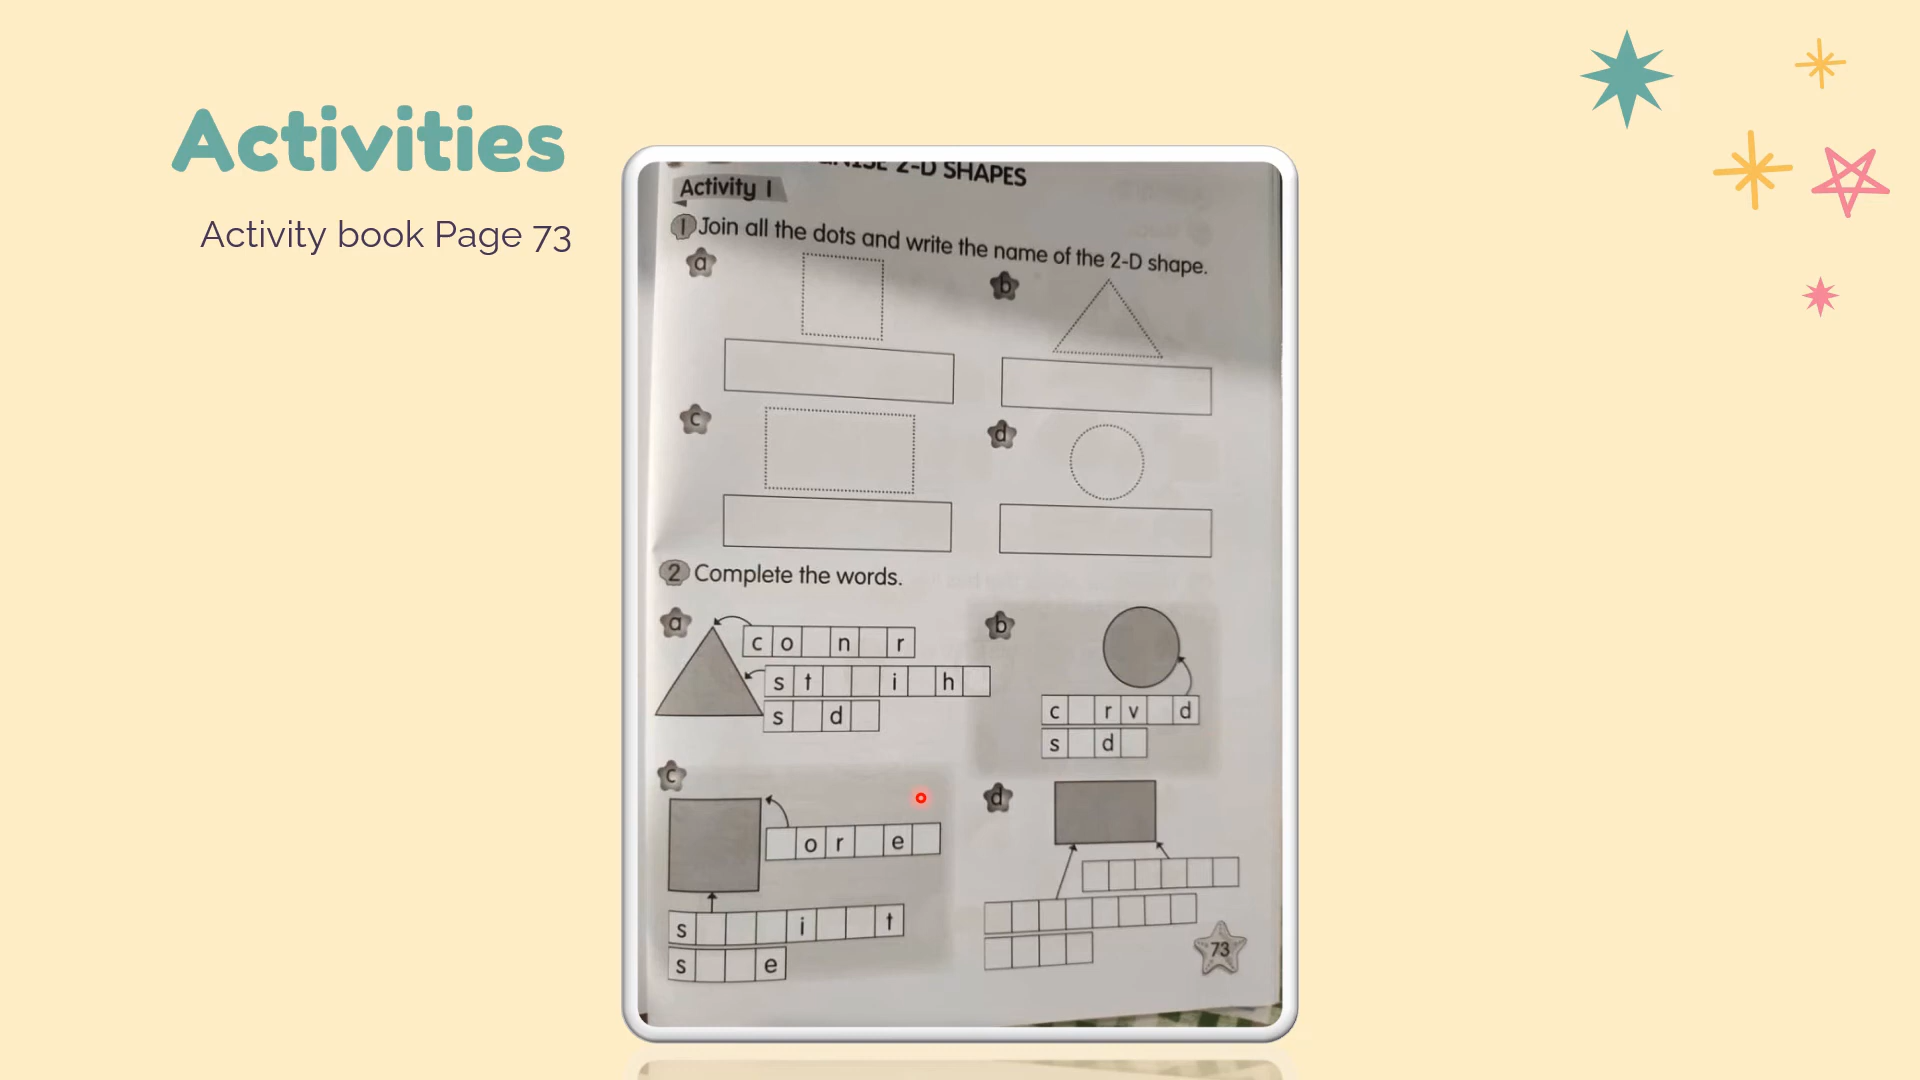 Activities
Activity book Page 73
2-D SHAPES
Activity 1
1 Join all the dots and write the name of the 2-D shape.
a
b
c
d
2 Complete the words.
a
c o n r
s t i h
s d
b
c r v d
s d
c
o r e
s i t
s e
d
73